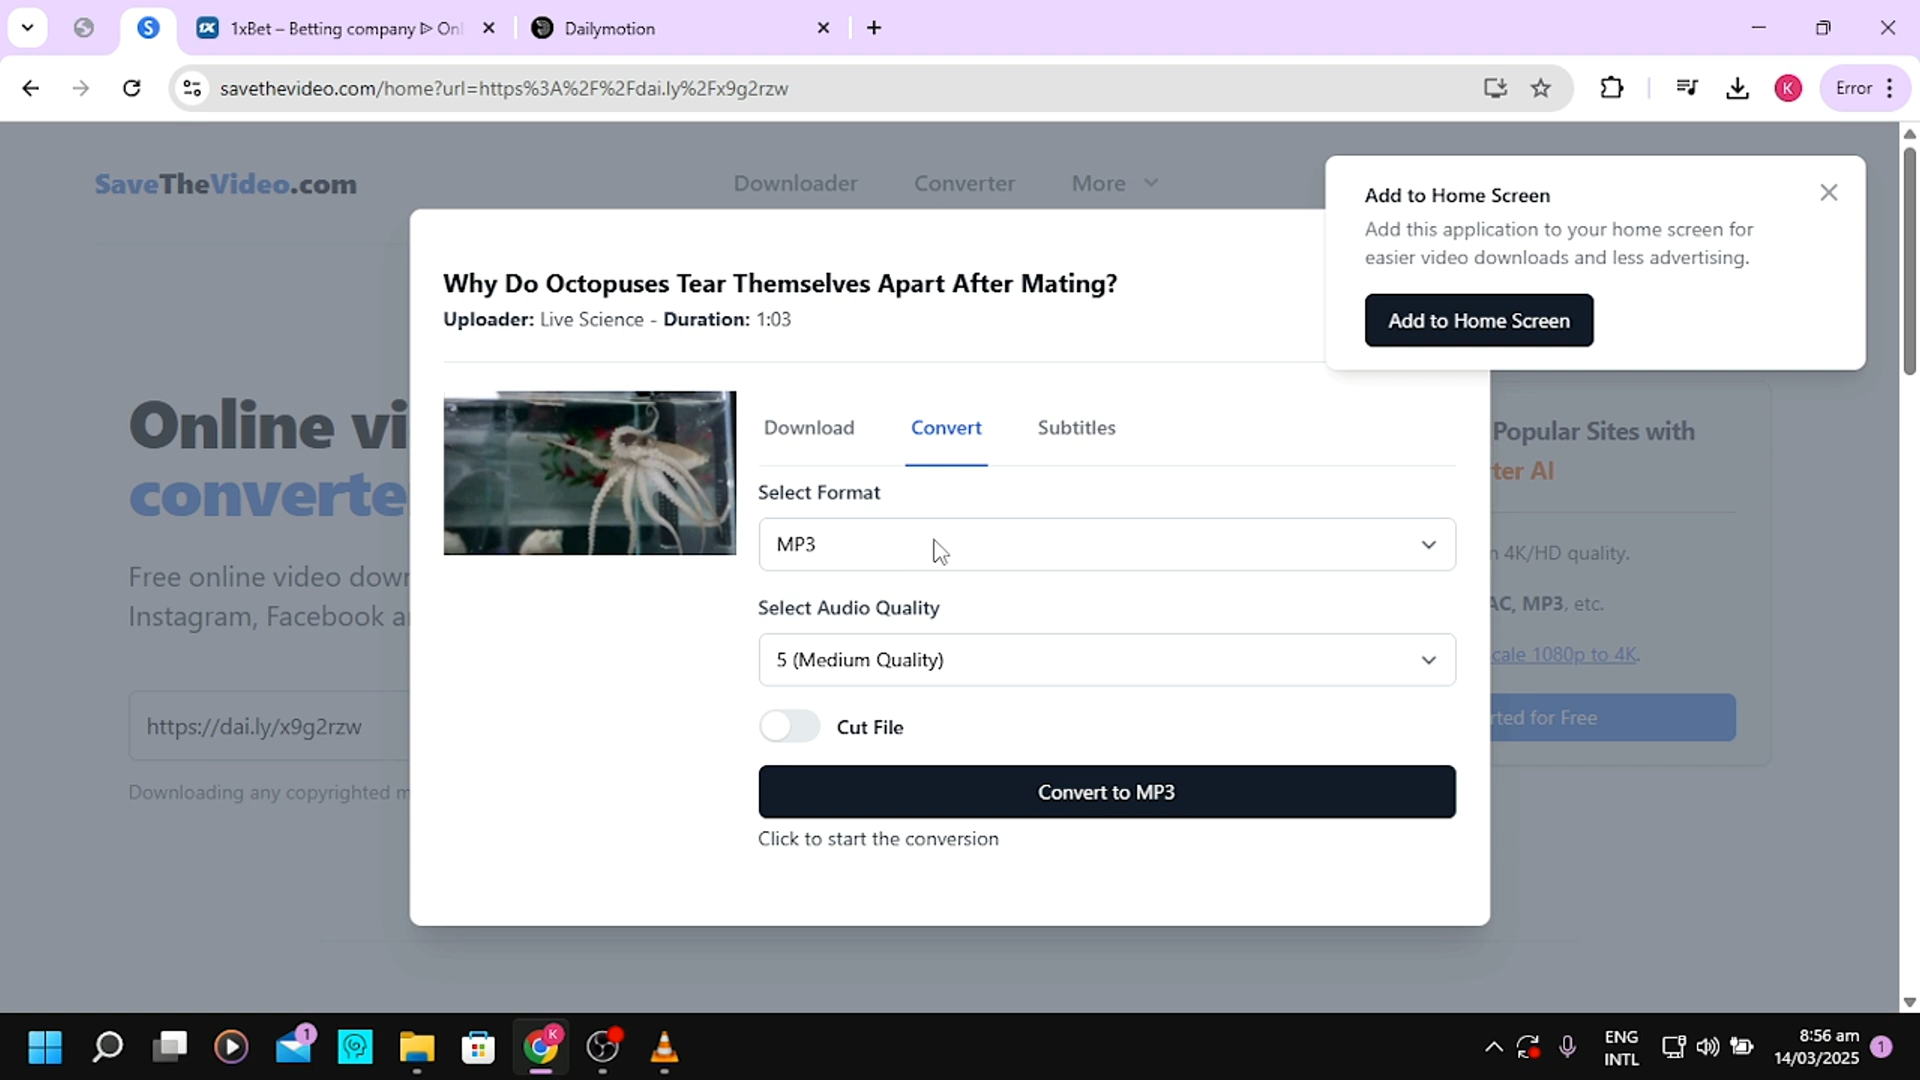 1xBet – Betting company ᐉ Onl
Dailymotion
savethevideo.com/home?url=https%3A%2F%2Fdai.ly%2Fx9g2rzw
K
Error
SaveTheVideo.com
Downloader
Converter
More
Add to Home Screen
Add this application to your home screen for
easier video downloads and less advertising.
Add to Home Screen
Why Do Octopuses Tear Themselves Apart After Mating?
Uploader: Live Science - Duration: 1:03
Download
Convert
Subtitles
Select Format
MP3
Select Audio Quality
5 (Medium Quality)
Cut File
Convert to MP3
Click to start the conversion
Online vi
converte
Free online video down
Instagram, Facebook a
https://dai.ly/x9g2rzw
Downloading any copyrighted m
Popular Sites with
ter AI
4K/HD quality.
AC, MP3, etc.
cale 1080p to 4K.
rted for Free
1
K
ENG
INTL
8:56 am
14/03/2025
1